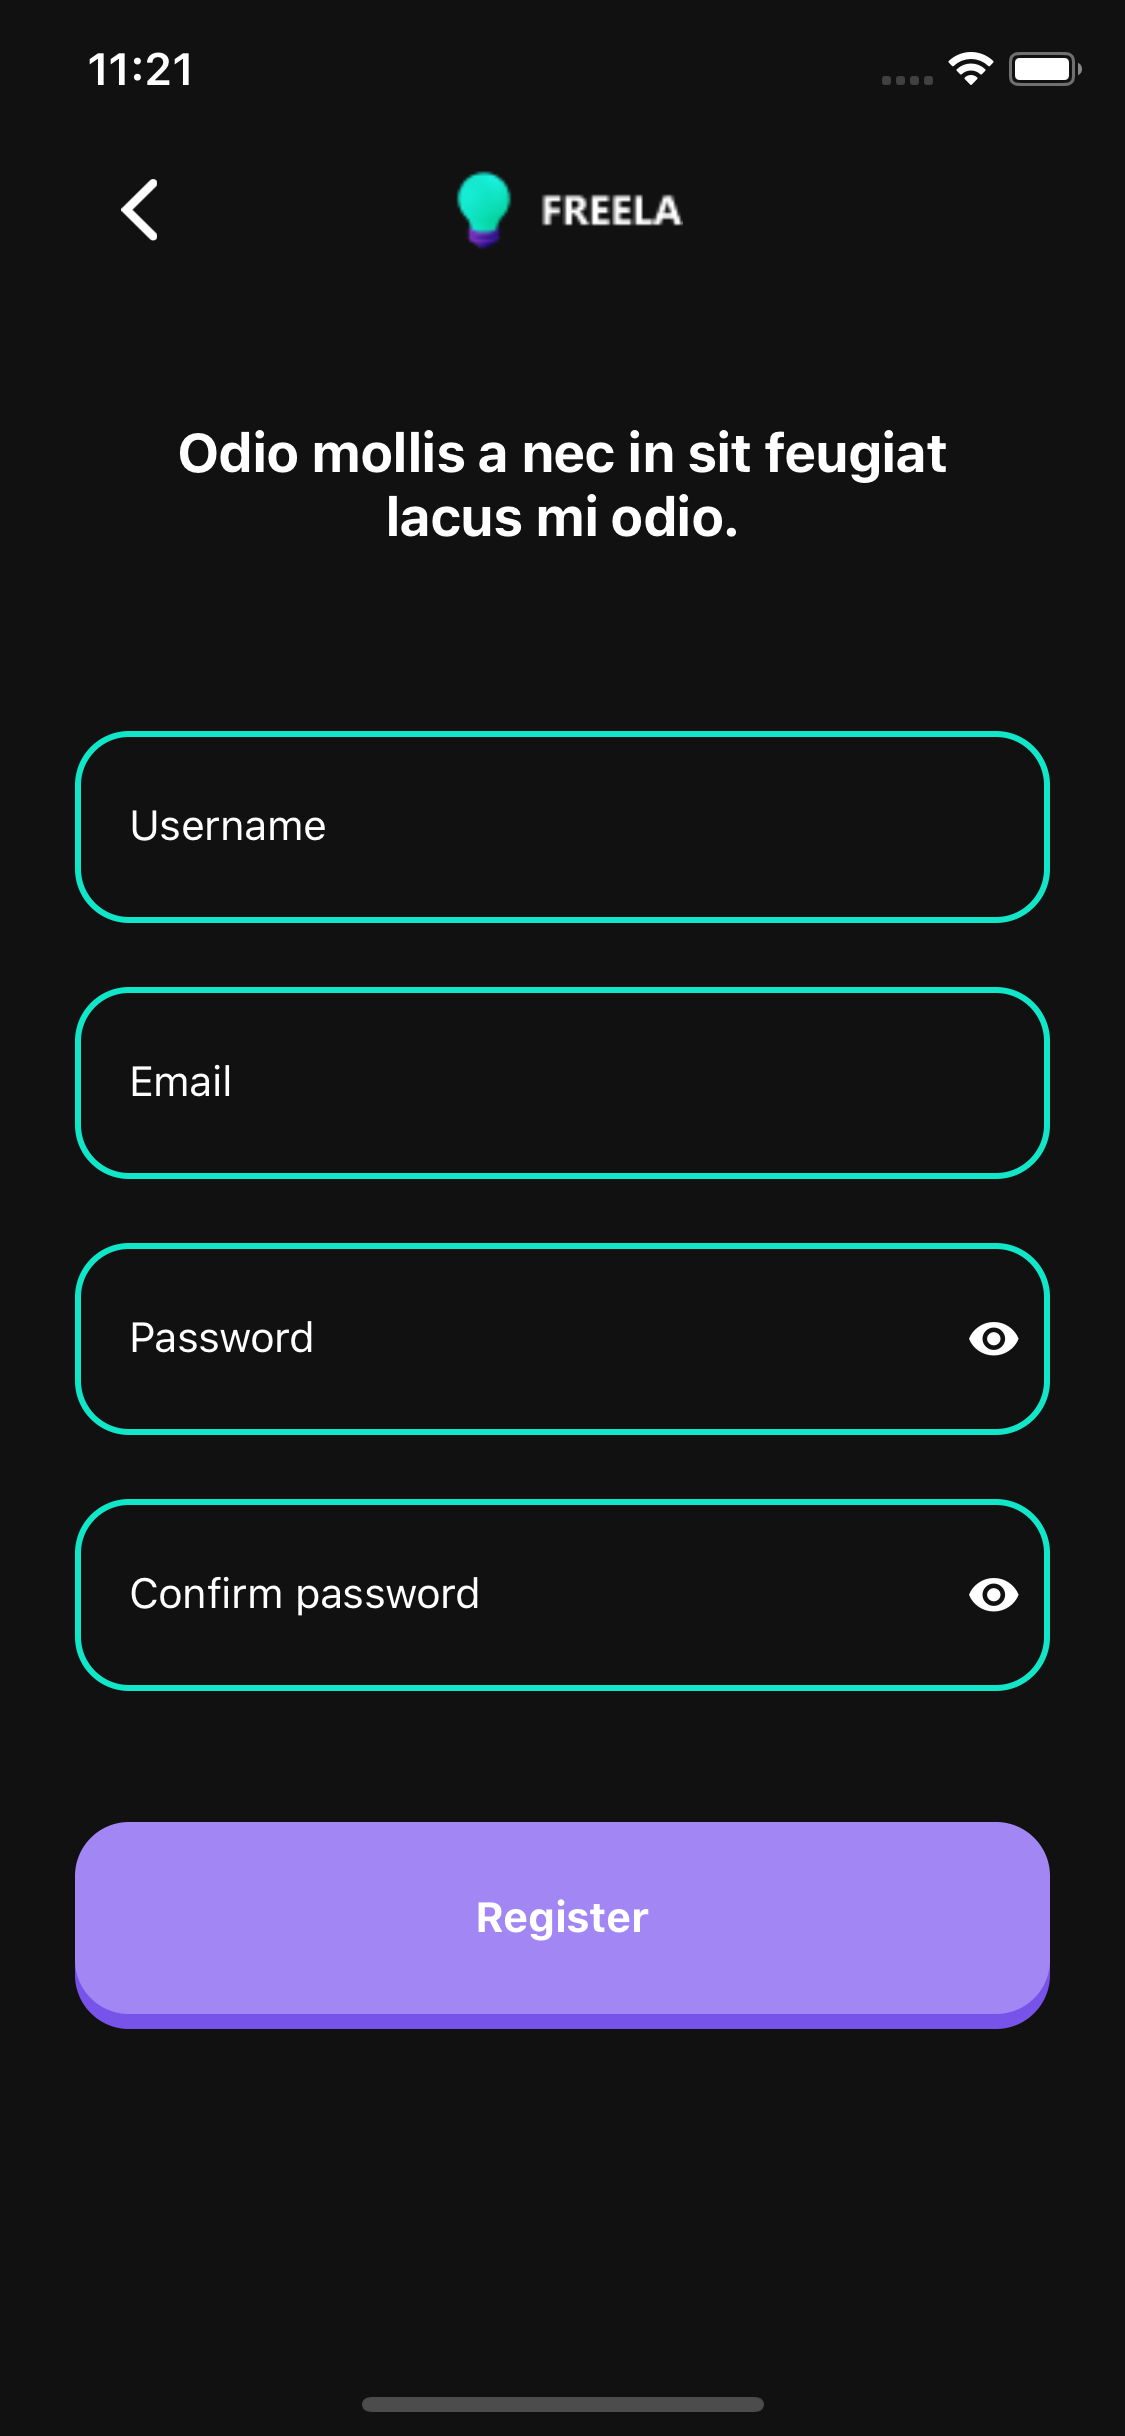 11:21
FREELA
Odio mollis a nec in sit feugiat
lacus mi odio.
Username
Email
Password
Confirm password
Register